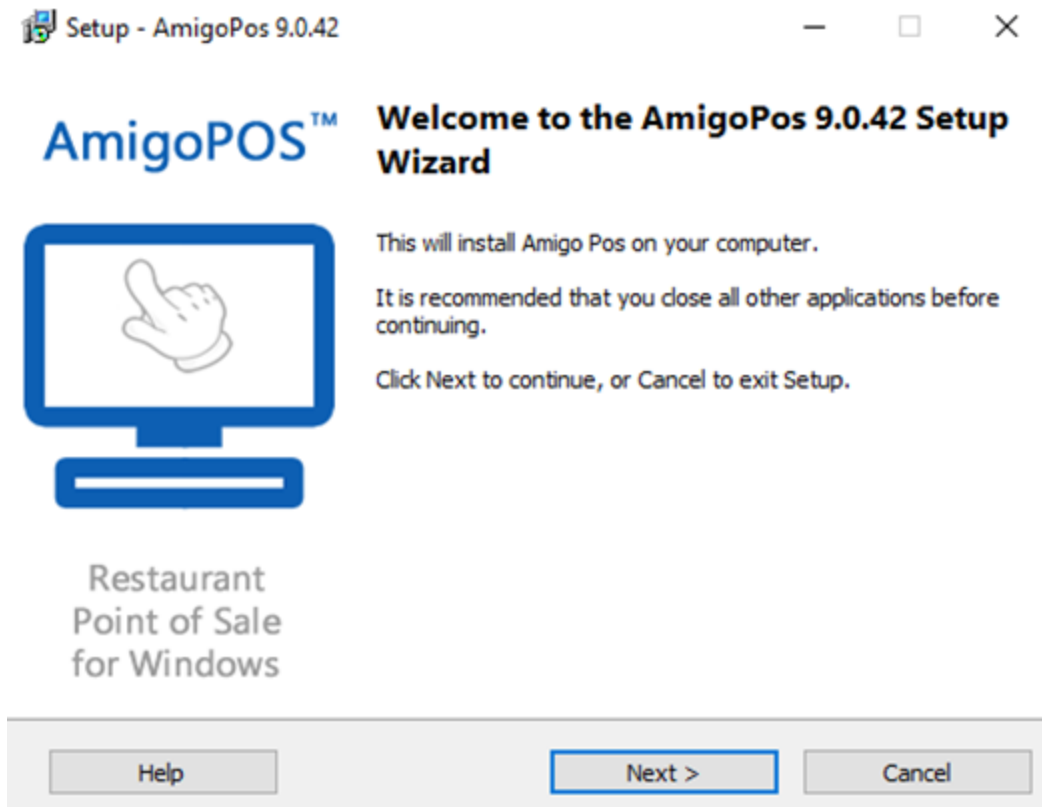 Setup - AmigoPos 9.0.42
AmigoPOS™
Welcome to the AmigoPos 9.0.42 Setup
Wizard
This will install Amigo Pos on your computer.
It is recommended that you close all other applications before
continuing.
Click Next to continue, or Cancel to exit Setup.
Restaurant
Point of Sale
for Windows
Help
Next >
Cancel